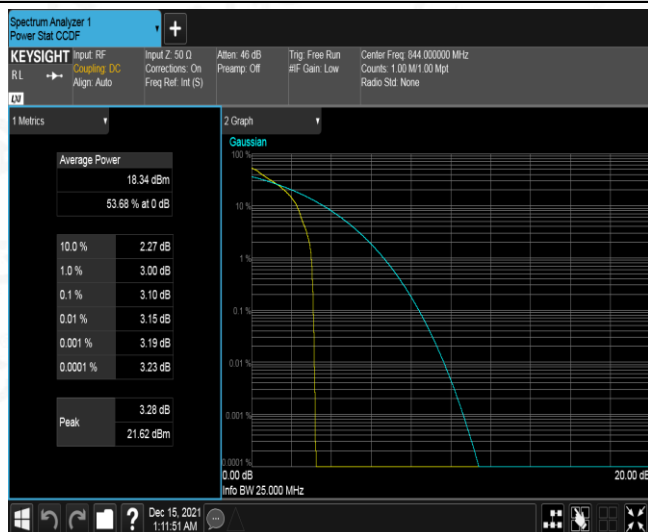 Spectrum Analyzer 1
Power Stat CCDF
+
KEYSIGHT
RL
LXI
Input: RF
Coupling: DC
Align: Auto
Input Z: 50 Ω
Corrections: On
Freq Ref: Int (S)
Atten: 46 dB
Preamp: Off
Trig: Free Run
#IF Gain: Low
Center Freq: 844.000000 MHz
Counts: 1.00 M/1.00 Mpt
Radio Std: None
1 Metrics
Average Power
18.34 dBm
53.68 % at 0 dB
10.0 % 2.27 dB
1.0 % 3.00 dB
0.1 % 3.10 dB
0.01 % 3.15 dB
0.001 % 3.19 dB
0.0001 % 3.23 dB
Peak
3.28 dB
21.62 dBm
2 Graph
Gaussian
100 %
10 %
1 %
0.1 %
0.01 %
0.001 %
0.0001 %
0.00 dB 20.00 dB
Info BW 25.000 MHz
?
Dec 15, 2021
1:11:51 AM